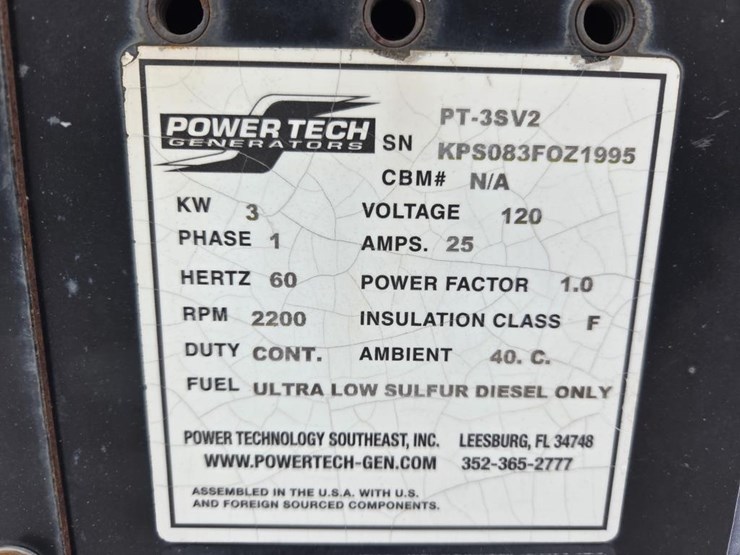 POWER TECH
GENERATORS
PT-3SV2
SN KPS083FOZ1995
CBM# N/A
KW 3 VOLTAGE 120
PHASE 1 AMPS. 25
HERTZ 60 POWER FACTOR 1.0
RPM 2200 INSULATION CLASS F
DUTY CONT. AMBIENT 40. C.
FUEL ULTRA LOW SULFUR DIESEL ONLY
POWER TECHNOLOGY SOUTHEAST, INC. LEESBURG, FL 34748
WWW.POWERTECH-GEN.COM 352-365-2777
ASSEMBLED IN THE U.S.A. WITH U.S.
AND FOREIGN SOURCED COMPONENTS.